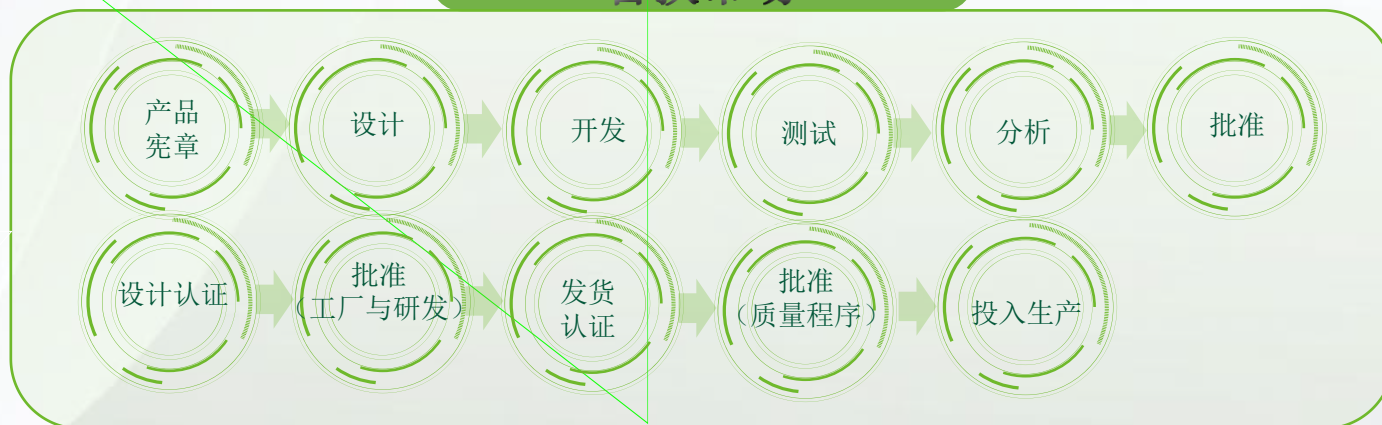 产品
宪章
设计
开发
测试
分析
批准
设计认证
批准
（工厂与研发）
发货
认证
批准
（质量程序）
投入生产